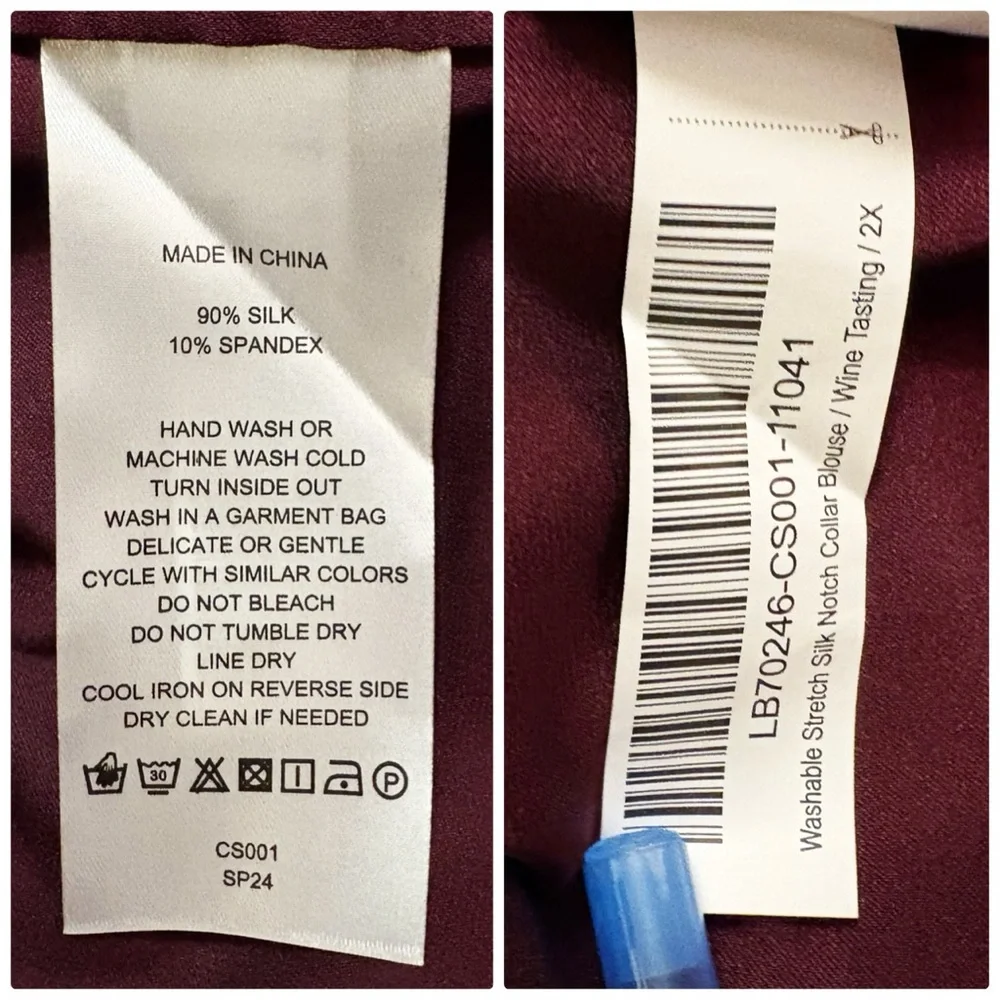 MADE IN CHINA
90% SILK
10% SPANDEX
HAND WASH OR
MACHINE WASH COLD
TURN INSIDE OUT
WASH IN A GARMENT BAG
DELICATE OR GENTLE
CYCLE WITH SIMILAR COLORS
DO NOT BLEACH
DO NOT TUMBLE DRY
LINE DRY
COOL IRON ON REVERSE SIDE
DRY CLEAN IF NEEDED
30
P
CS001
SP24
LB70246-CS001-11041
Washable Stretch Silk Notch Collar Blouse / Wine Tasting / 2X